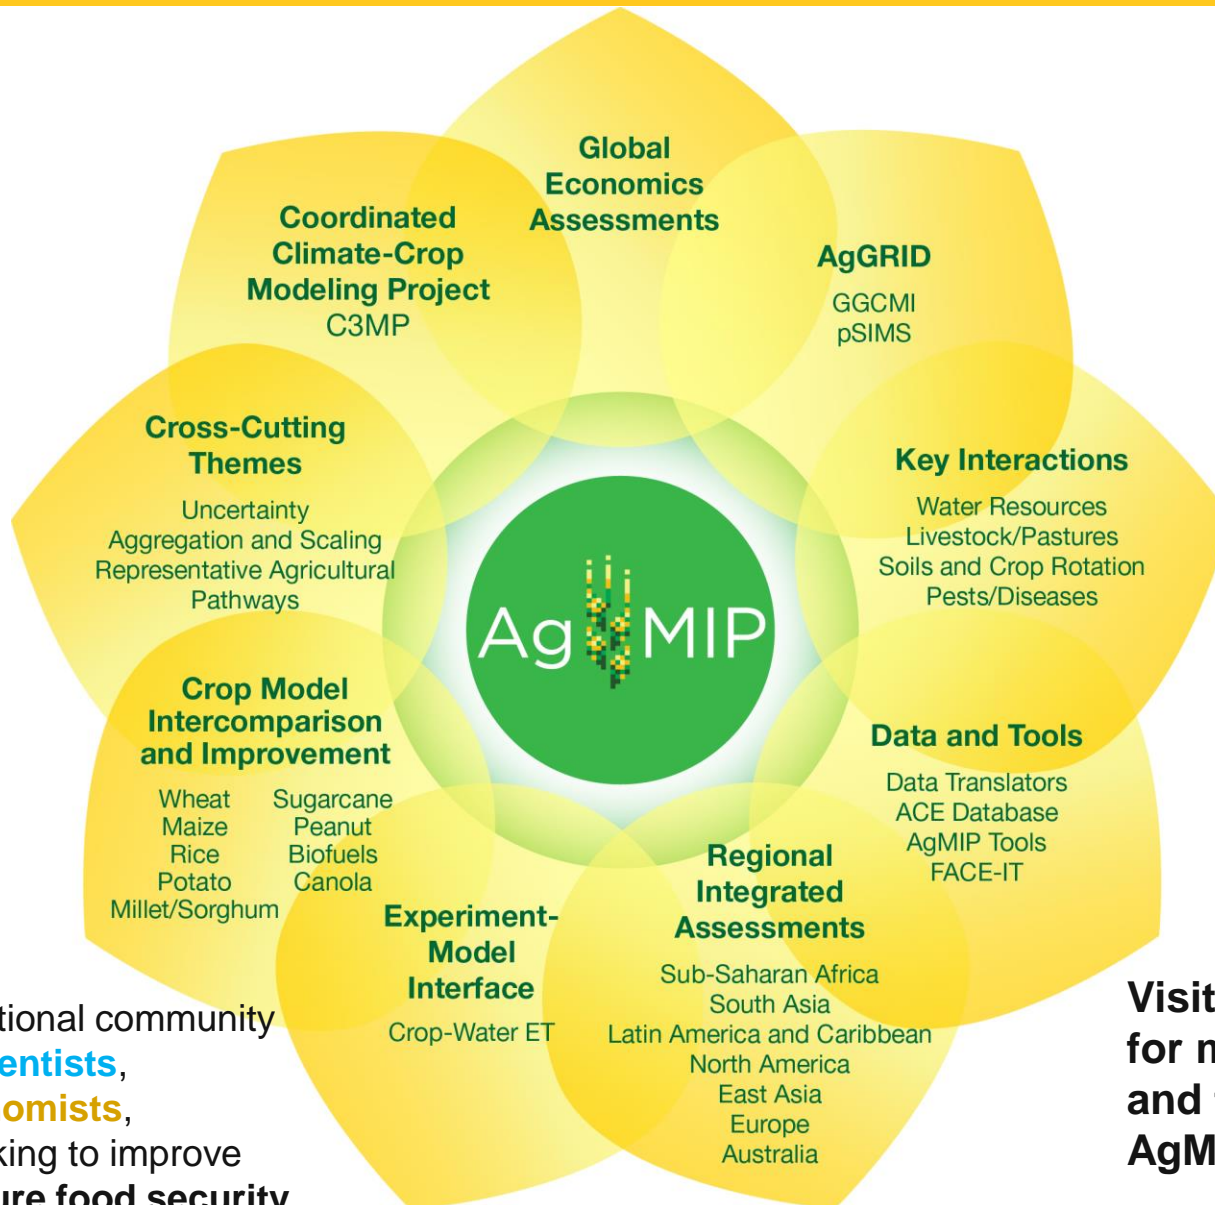 Global
Economics
Assessments
Coordinated
Climate-Crop
Modeling Project
C3MP
AgGRID
GGCMI
pSIMS
Cross-Cutting
Themes
Uncertainty
Aggregation and Scaling
Representative Agricultural
Pathways
Key Interactions
Water Resources
Livestock/Pastures
Soils and Crop Rotation
Pests/Diseases
AgMIP
Crop Model
Intercomparison
and Improvement
Wheat Sugarcane
Maize Peanut
Rice Biofuels
Potato Canola
Millet/Sorghum
Data and Tools
Data Translators
ACE Database
AgMIP Tools
FACE-IT
Experiment-
Model
Interface
Crop-Water ET
Regional
Integrated
Assessments
Sub-Saharan Africa
South Asia
Latin America and Caribbean
North America
East Asia
Europe
Australia
tional community
entists,
omists,
king to improve
ure food security
Visit
for
and
AgM